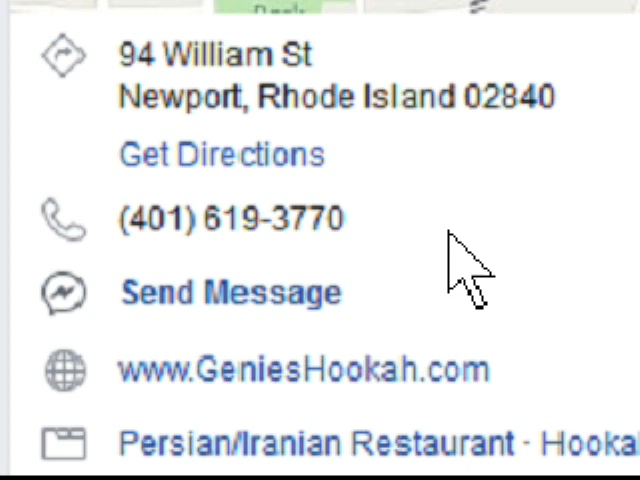 94 William St
Newport, Rhode Island 02840
Get Directions
(401) 619-3770
Send Message
www.GeniesHookah.com
Persian/Iranian Restaurant ·